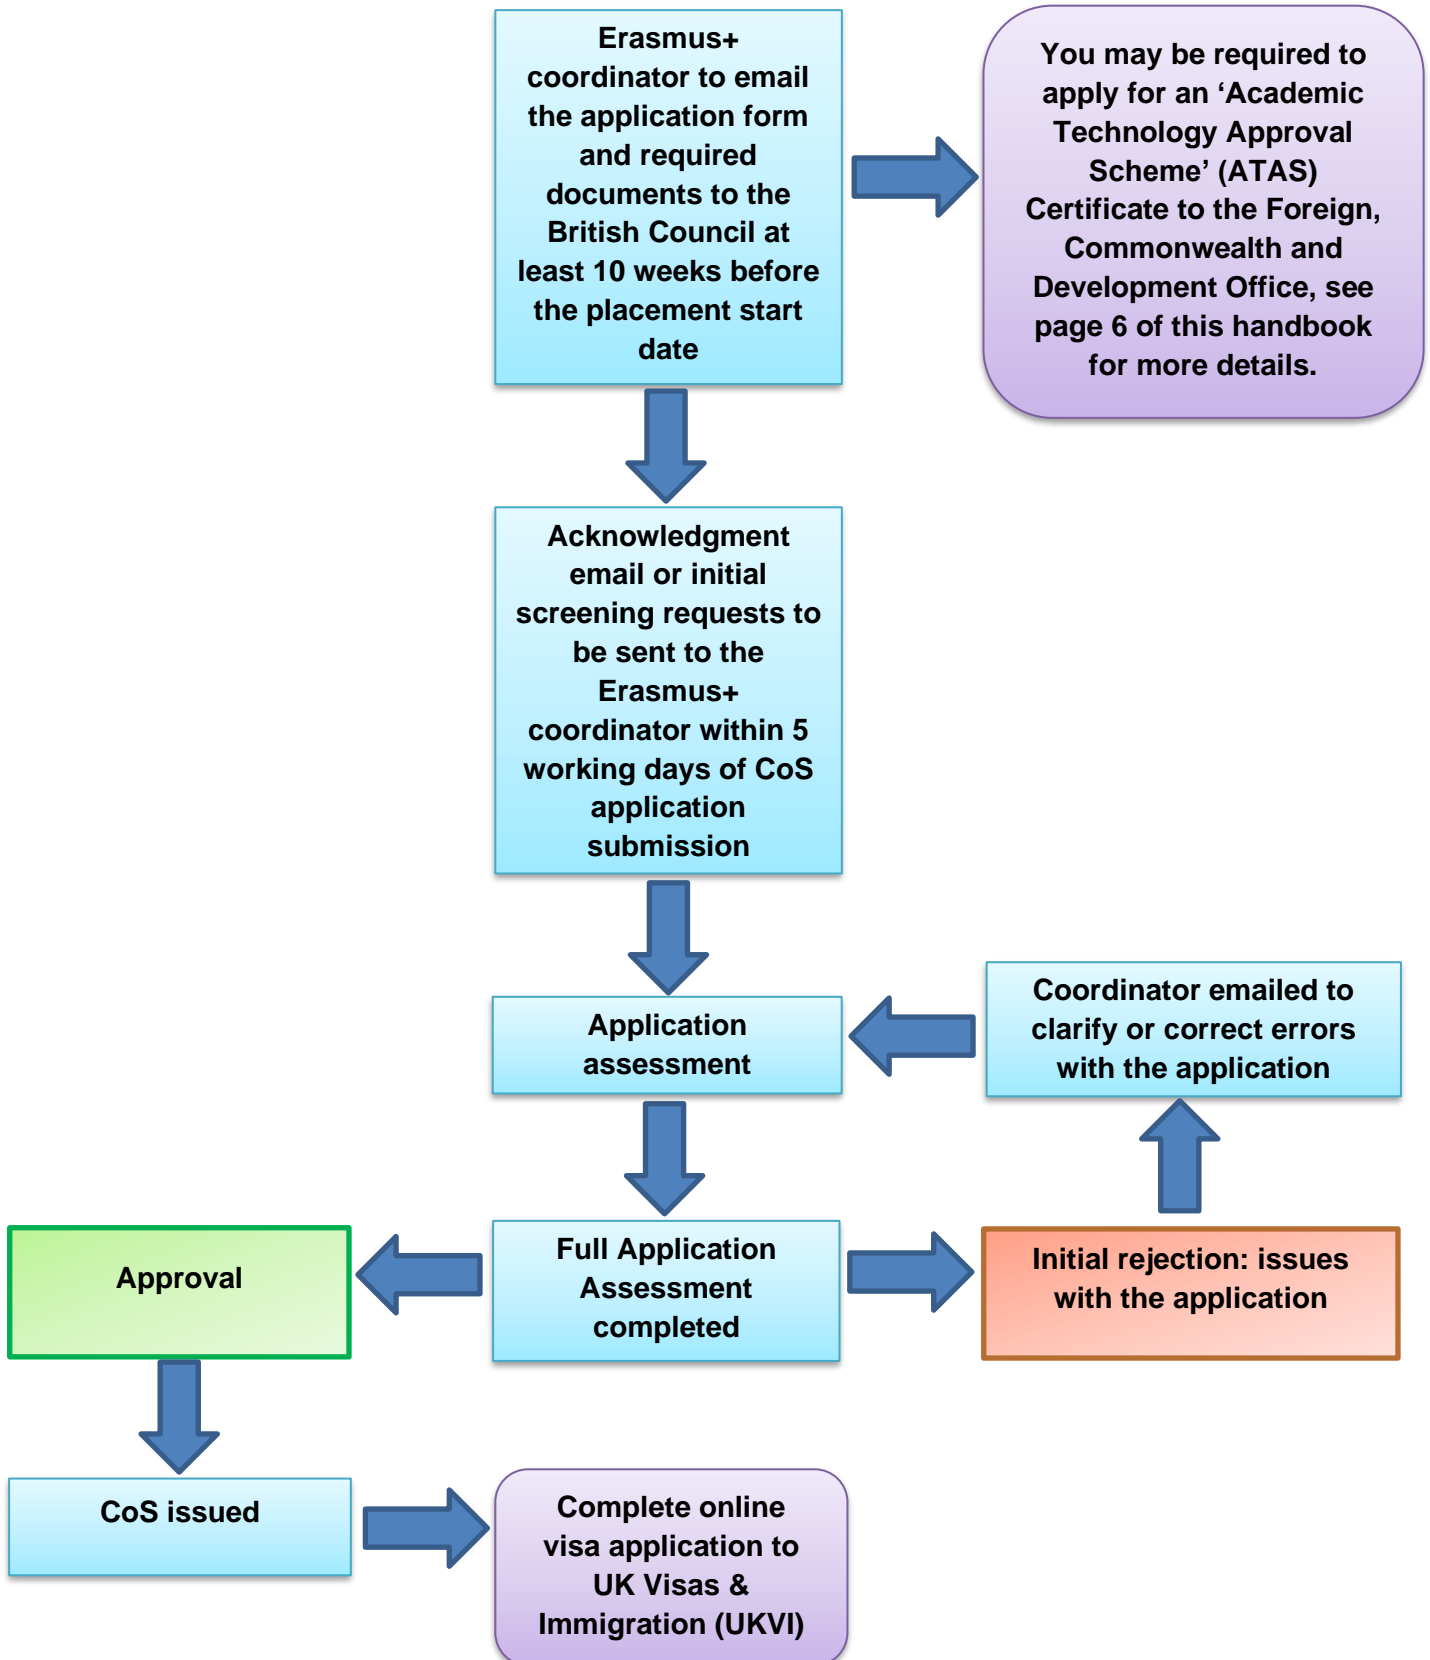 Erasmus+
coordinator to email
the application form
and required
documents to the
British Council at
least 10 weeks before
the placement start
date
You may be required to
apply for an ‘Academic
Technology Approval
Scheme’ (ATAS)
Certificate to the Foreign,
Commonwealth and
Development Office, see
page 6 of this handbook
for more details.
Acknowledgment
email or initial
screening requests to
be sent to the
Erasmus+
coordinator within 5
working days of CoS
application
submission
Application
assessment
Coordinator emailed to
clarify or correct errors
with the application
Approval
Full Application
Assessment
completed
Initial rejection: issues
with the application
CoS issued
Complete online
visa application to
UK Visas &
Immigration (UKVI)